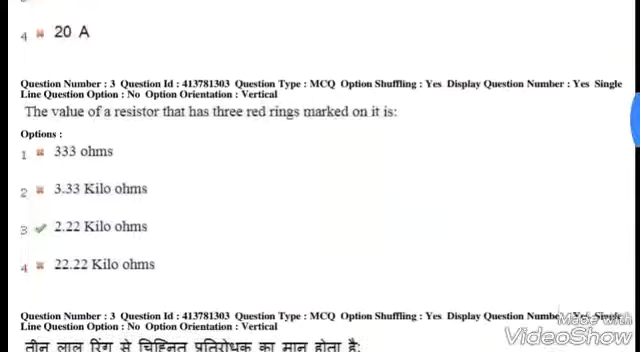 4 20 A
Question Number : 3 Question Id : 413781303 Question Type : MCQ Option Shuffling : Yes Display Question Number : Yes Single
Line Question Option : No Option Orientation : Vertical
The value of a resistor that has three red rings marked on it is:
Options :
1 333 ohms
2 3.33 Kilo ohms
3 2.22 Kilo ohms
4 22.22 Kilo ohms
Question Number : 3 Question Id : 413781303 Question Type : MCQ Option Shuffling : Yes Display Question Number : Yes Single
Line Question Option : No Option Orientation : Vertical
Made with
VideoShow
तीन लाल रिंग से चिह्नित प्रतिरोधक का मान होता है: